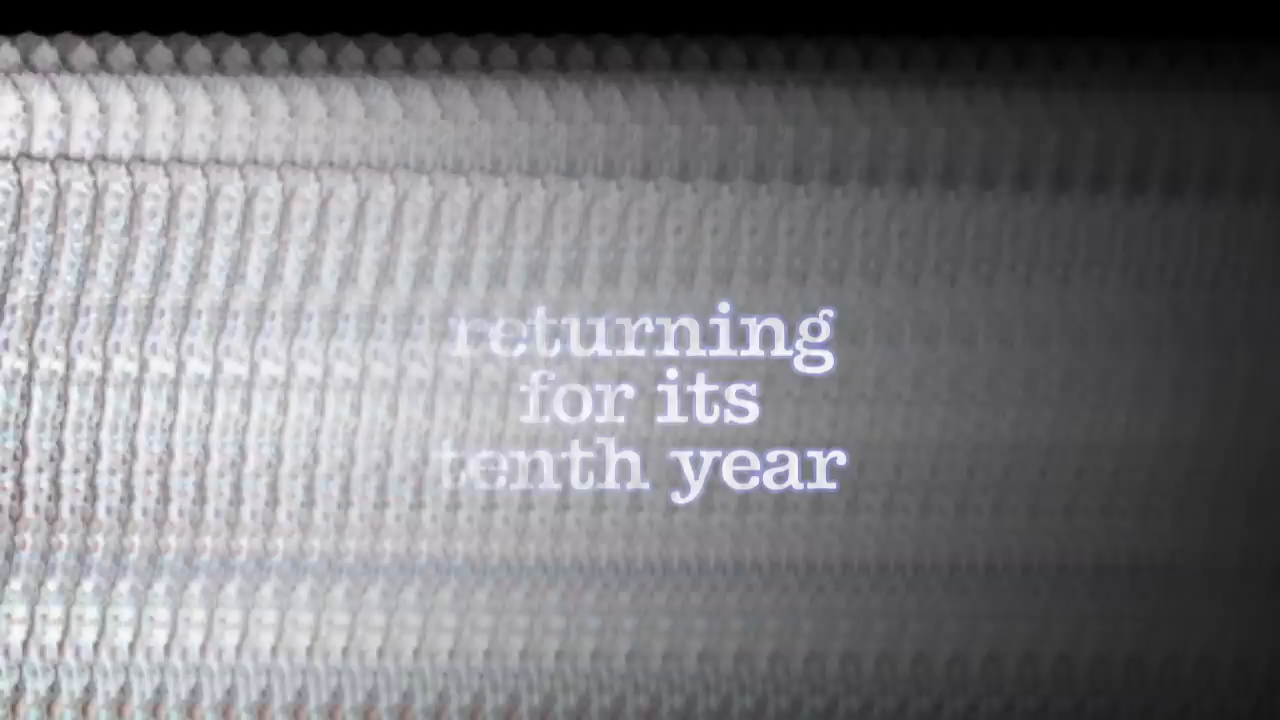 returning
for its
tenth year